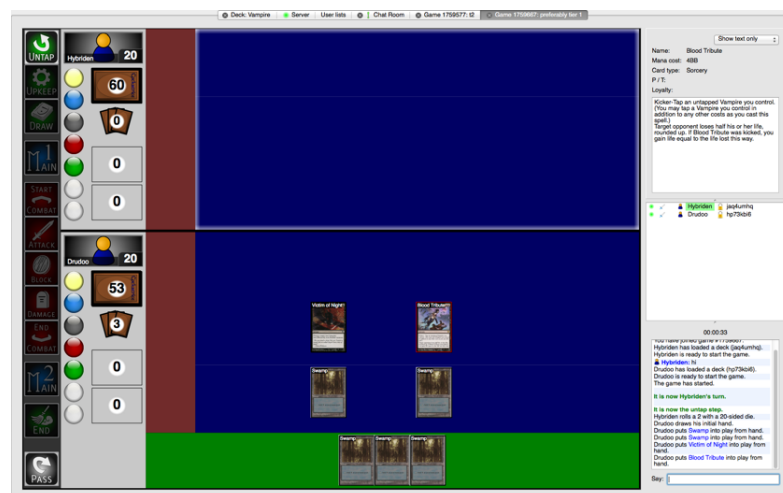 Deck: Vampire
Server
User lists
Chat Room
Game 1759577: t2
Game 1759667: preferably tier 1
UNTAP
UPKEEP
DRAW
M1 MAIN
START COMBAT
ATTACK
BLOCK
DAMAGE
END COMBAT
M2 MAIN
END
PASS
Hybriden 20
60
0
0
0
Drudoo 20
53
3
0
0
Victim of Night
Blood Tribute
Swamp
Swamp
Swamp
Swamp
Swamp
Show text only
Name: Blood Tribute
Mana cost: 4BB
Card type: Sorcery
P / T:
Loyalty:
Kicker-Tap an untapped Vampire you control.
(You may tap a Vampire you control in
addition to any other costs as you cast this
spell.)
Target opponent loses half his or her life,
rounded up. If Blood Tribute was kicked, you
gain life equal to the life lost this way.
Hybriden jaq4umhq
Drudoo hp73kbi6
00:00:33
You have joined game #1759667.
Hybriden has loaded a deck (jaq4umhq).
Hybriden is ready to start the game.
Hybriden: hi
Drudoo has loaded a deck (hp73kbi6).
Drudoo is ready to start the game.
The game has started.
It is now Hybriden's turn.
It is now the untap step.
Hybriden rolls a 2 with a 20-sided die.
Drudoo draws his initial hand.
Drudoo puts Swamp into play from hand.
Drudoo puts Swamp into play from hand.
Drudoo puts Victim of Night into play from
hand.
Drudoo puts Blood Tribute into play from
hand.
Say: